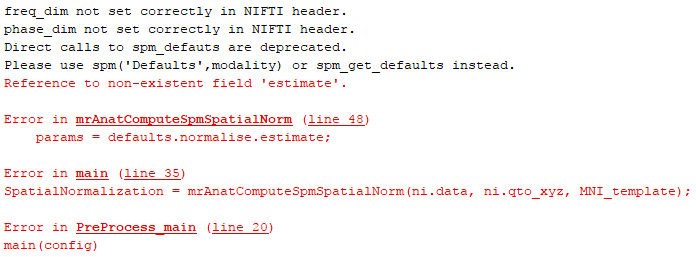 freq_dim not set correctly in NIFTI header.
phase_dim not set correctly in NIFTI header.
Direct calls to spm_defauts are deprecated.
Please use spm('Defaults',modality) or spm_get_defaults instead.
Reference to non-existent field 'estimate'.
Error in mrAnatComputeSpmSpatialNorm (line 48)
params = defaults.normalise.estimate;
Error in main (line 35)
SpatialNormalization = mrAnatComputeSpmSpatialNorm(ni.data, ni.qto_xyz, MNI_template);
Error in PreProcess_main (line 20)
main(config)